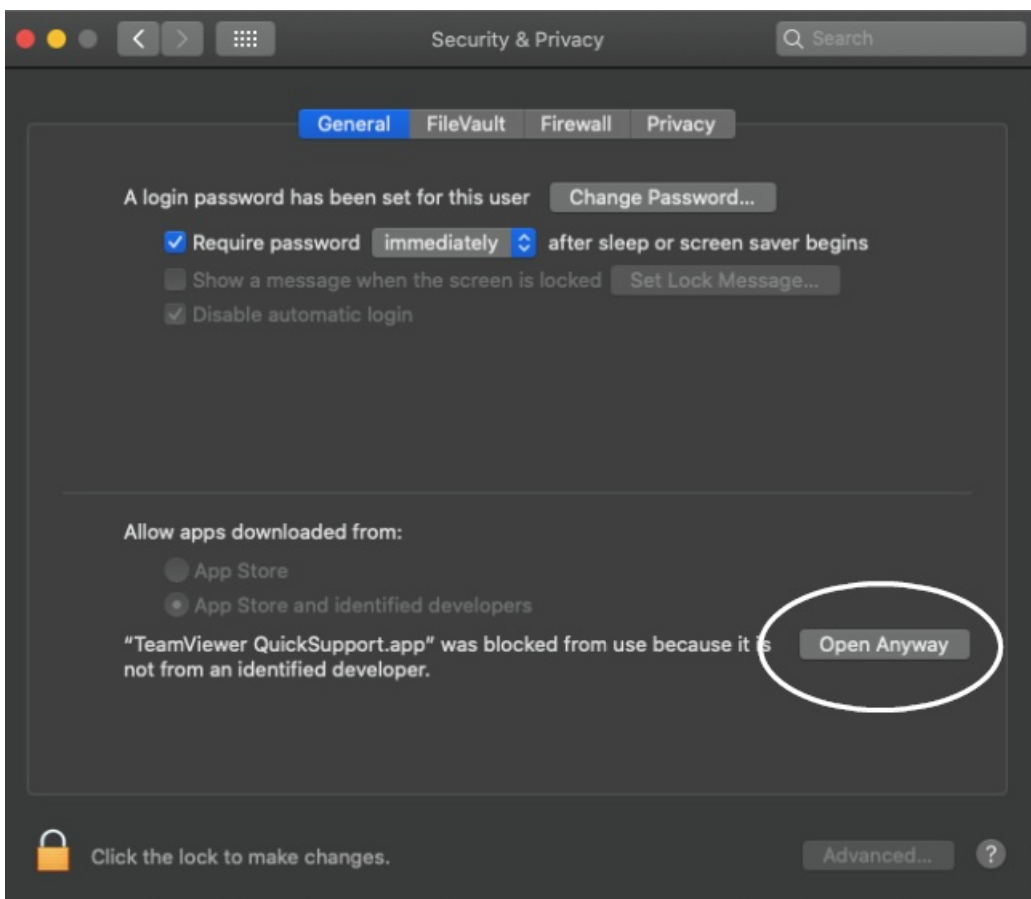 Security & Privacy
Search
General FileVault Firewall Privacy
A login password has been set for this user Change Password...
Require password immediately after sleep or screen saver begins
Show a message when the screen is locked Set Lock Message...
Disable automatic login
Allow apps downloaded from:
App Store
App Store and identified developers
“TeamViewer QuickSupport.app” was blocked from use because it is Open Anyway
not from an identified developer.
Click the lock to make changes. Advanced... ?